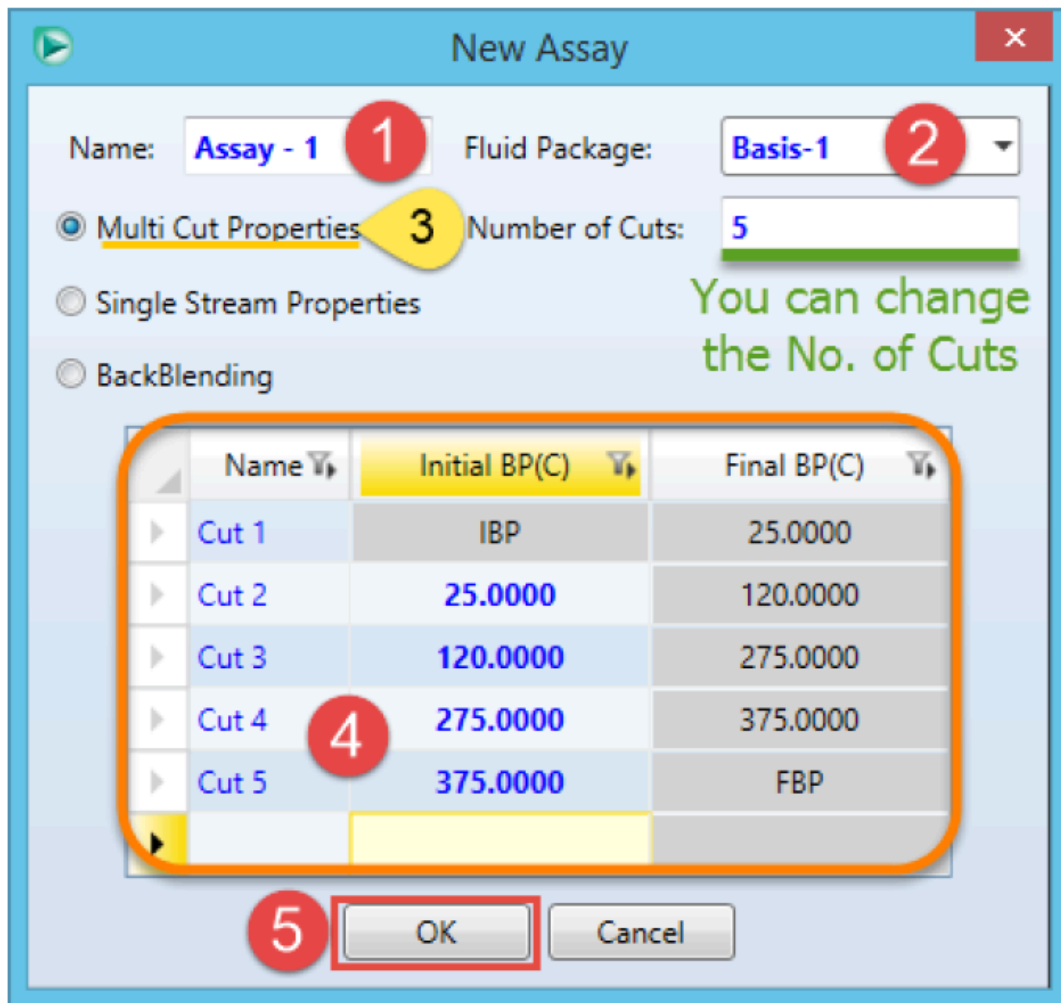 New Assay
Name: Assay - 1 1 Fluid Package: Basis-1 2
Multi Cut Properties 3 Number of Cuts: 5
Single Stream Properties
You can change
the No. of Cuts
BackBlending
Name Initial BP(C) Final BP(C)
Cut 1 IBP 25.0000
Cut 2 25.0000 120.0000
Cut 3 120.0000 275.0000
Cut 4 4 275.0000 375.0000
Cut 5 375.0000 FBP
5 OK Cancel